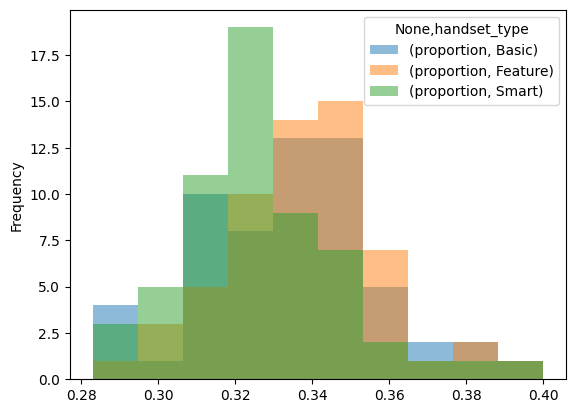 None,handset_type
(proportion, Basic)
(proportion, Feature)
(proportion, Smart)
Frequency
17.5
15.0
12.5
10.0
7.5
5.0
2.5
0.0
0.28 0.30 0.32 0.34 0.36 0.38 0.40